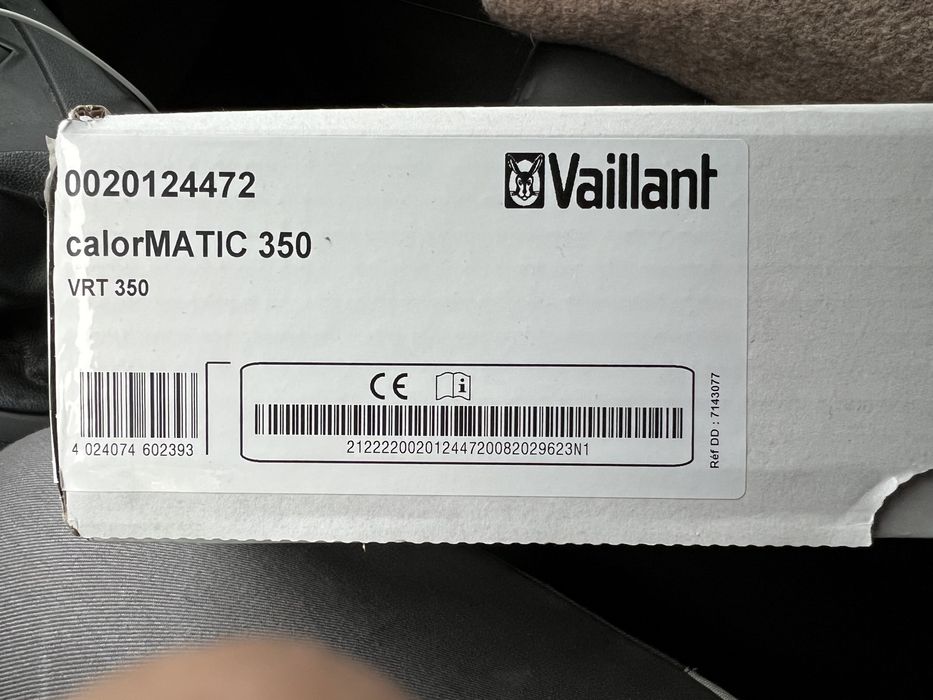 0020124472
Vaillant
calorMATIC 350
VRT 350
CE
i
4 024074 602393
21222200201244720082029623N1
Réf DD : 7143077